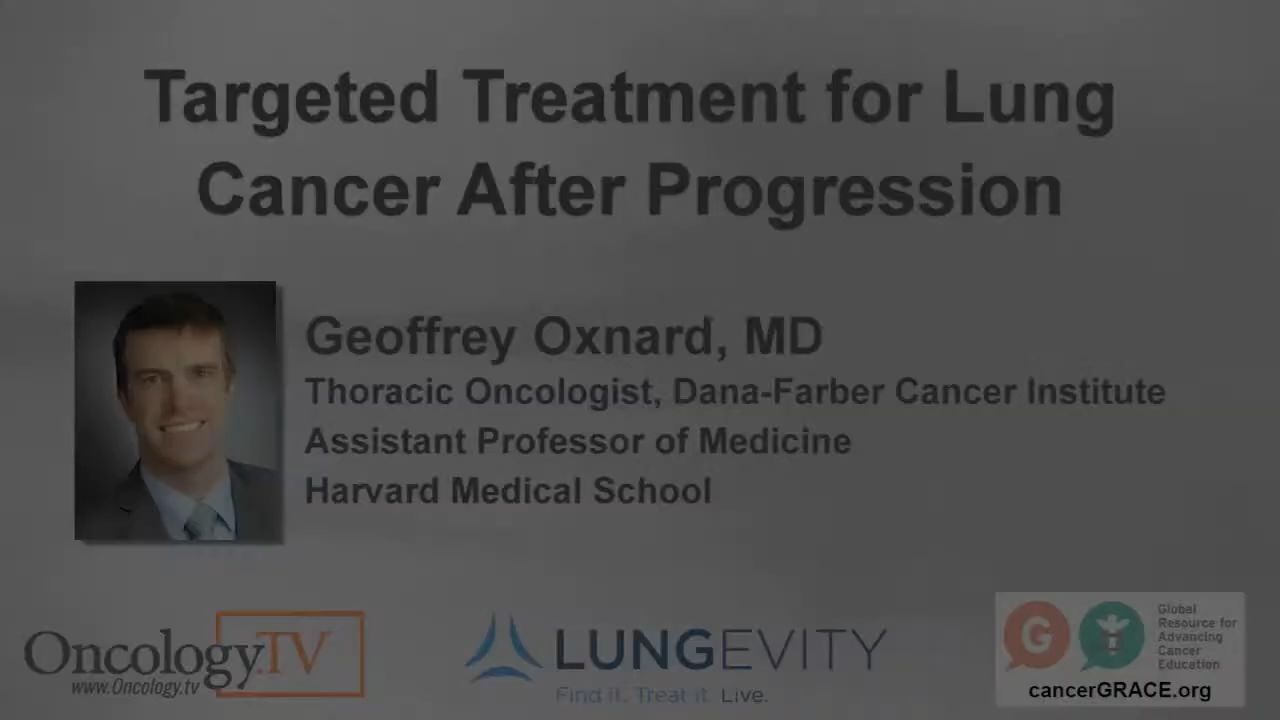 Targeted Treatment for Lung
Cancer After Progression
Geoffrey Oxnard, MD
Thoracic Oncologist, Dana-Farber Cancer Institute
Assistant Professor of Medicine
Harvard Medical School
Oncology.TV
www.Oncology.tv
LUNGEVITY
Find it. Treat it. Live.
G
Global
Resource for
Advancing
Cancer
Education
cancerGRACE.org